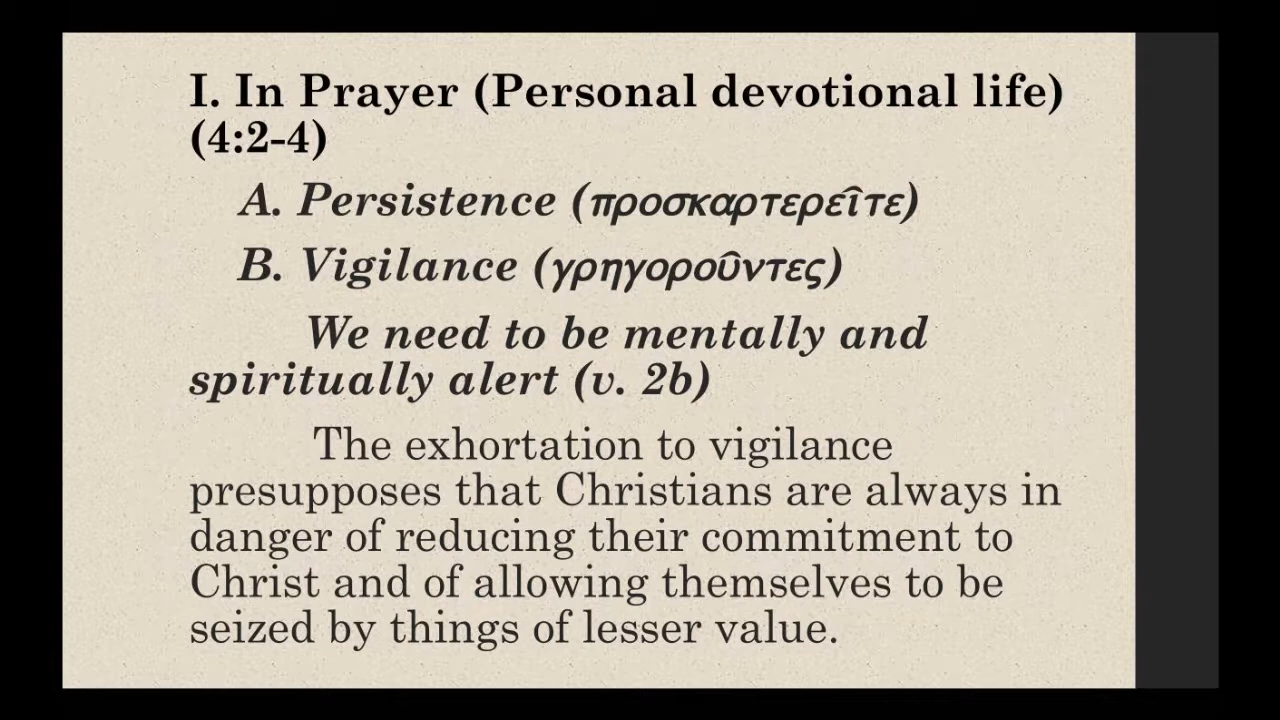 I. In Prayer (Personal devotional life)
(4:2-4)
A. Persistence (προσκαρτερεῖτε)
B. Vigilance (γρηγοροῦντες)
We need to be mentally and
spiritually alert (v. 2b)
The exhortation to vigilance
presupposes that Christians are always in
danger of reducing their commitment to
Christ and of allowing themselves to be
seized by things of lesser value.